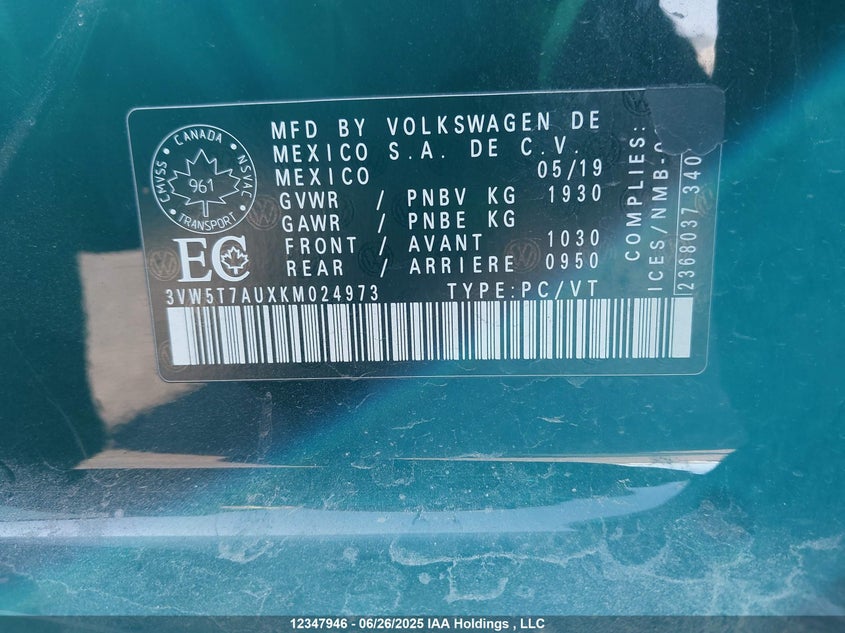 CANADA
CMVSS
NSVAC
961
TRANSPORT
EC
MFD BY VOLKSWAGEN DE
MEXICO S.A. DE C.V.
MEXICO 05/19
GVWR / PNBV KG 1930
GAWR / PNBE KG
FRONT / AVANT 1030
REAR / ARRIERE 0950
3VW5T7AUXKM024973 TYPE:PC/VT
COMPLIES:
ICES/NMB-
2368037 340
12347946 - 06/26/2025 IAA Holdings , LLC